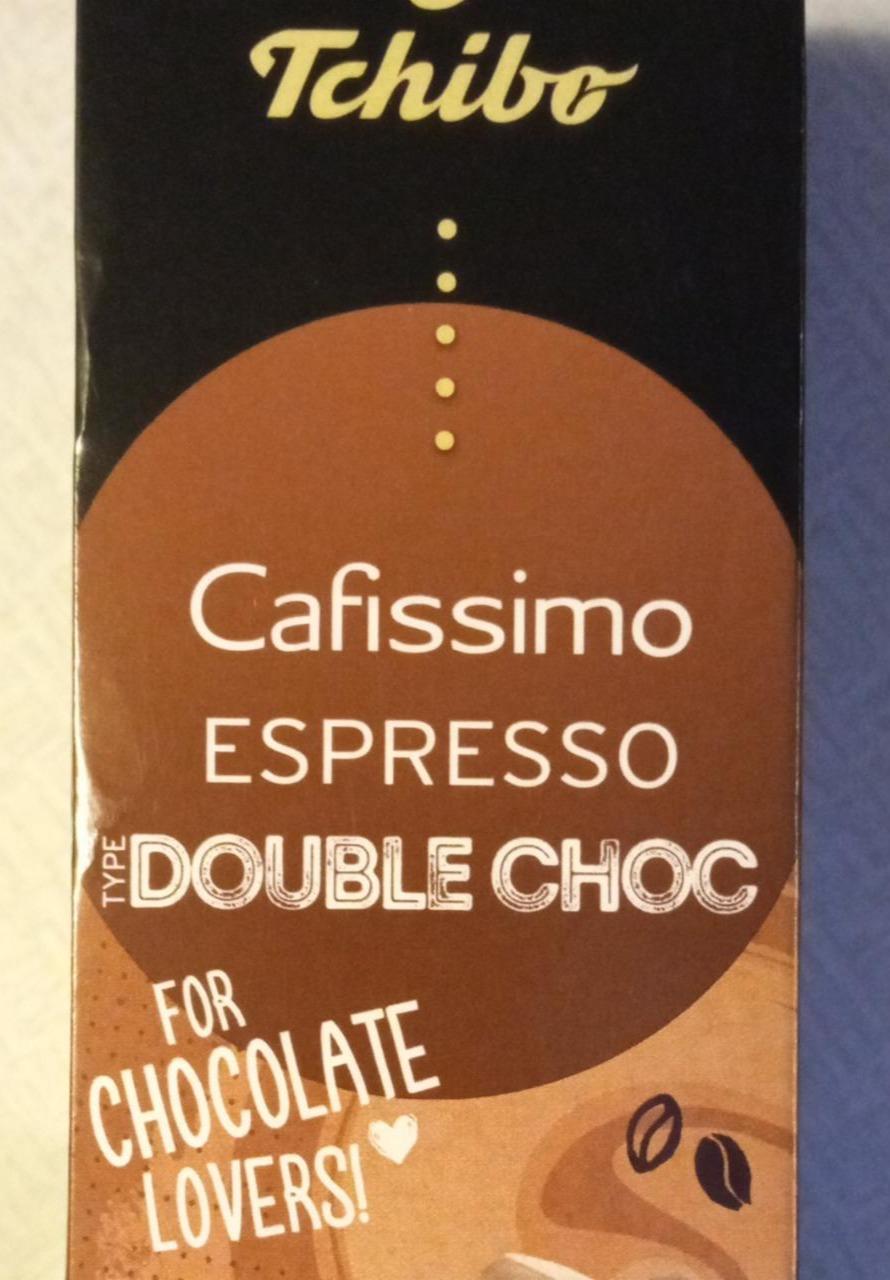 Tchibo
Cafissimo
ESPRESSO
TYPE DOUBLE CHOC
FOR
CHOCOLATE
LOVERS!